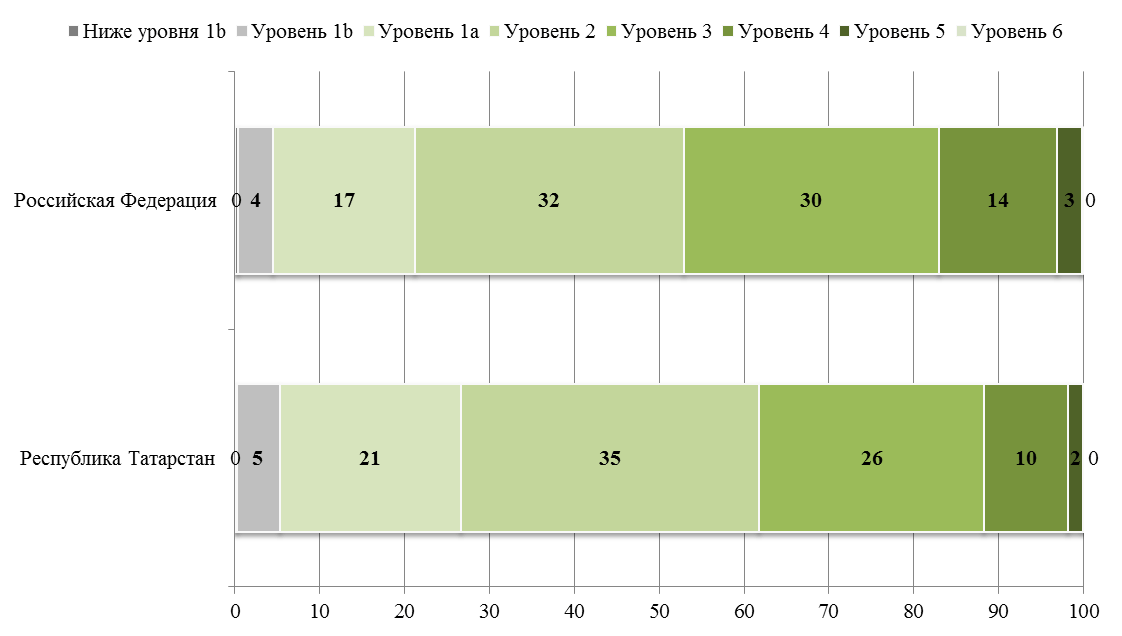 Ниже уровня 1b Уровень 1b Уровень 1a Уровень 2 Уровень 3 Уровень 4 Уровень 5 Уровень 6
Российская Федерация 0 4 17 32 30 14 3 0
Республика Татарстан 0 5 21 35 26 10 2 0
0 10 20 30 40 50 60 70 80 90 100